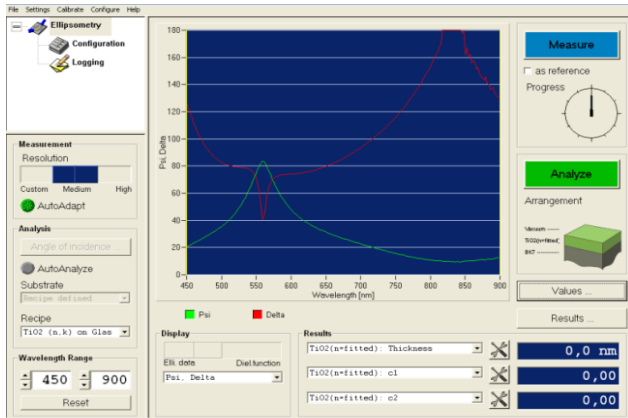 File Settings Calibrate Configure Help
Ellipsometry
Configuration
Logging
Measurement
Resolution
Custom Medium High
AutoAdapt
Analysis
Angle of incidence ...
AutoAnalyze
Substrate
Recipe defined
Recipe
TiO2 (n,k) on Glas
Wavelength Range
450 900
Reset
Psi, Delta
180
160
140
120
100
80
60
40
20
0
450 500 550 600 650 700 750 800 850 900
Wavelength [nm]
Psi Delta
Display
Elli. data Diel.function
Psi, Delta
Results
TiO2(n=fitted): Thickness 0,0 nm
TiO2(n=fitted): c1 0,00
TiO2(n=fitted): c2 0,00
Measure
as reference
Progress
Analyze
Arrangement
Vacuum
TiO2(n=fitted)
BK7
Values ...
Results ...